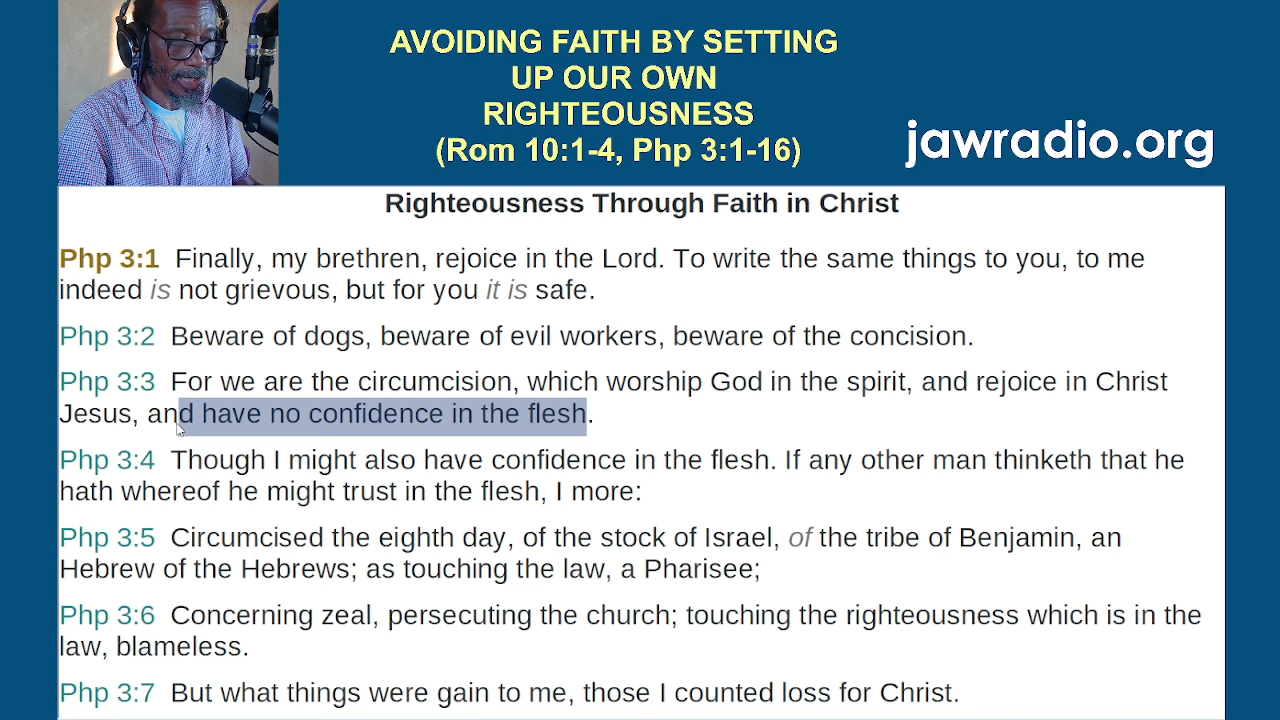 AVOIDING FAITH BY SETTING
UP OUR OWN
RIGHTEOUSNESS
(Rom 10:1-4, Php 3:1-16)
jawradio.org
Righteousness Through Faith in Christ
Php 3:1 Finally, my brethren, rejoice in the Lord. To write the same things to you, to me
indeed is not grievous, but for you it is safe.
Php 3:2 Beware of dogs, beware of evil workers, beware of the concision.
Php 3:3 For we are the circumcision, which worship God in the spirit, and rejoice in Christ
Jesus, and have no confidence in the flesh.
Php 3:4 Though I might also have confidence in the flesh. If any other man thinketh that he
hath whereof he might trust in the flesh, I more:
Php 3:5 Circumcised the eighth day, of the stock of Israel, of the tribe of Benjamin, an
Hebrew of the Hebrews; as touching the law, a Pharisee;
Php 3:6 Concerning zeal, persecuting the church; touching the righteousness which is in the
law, blameless.
Php 3:7 But what things were gain to me, those I counted loss for Christ.